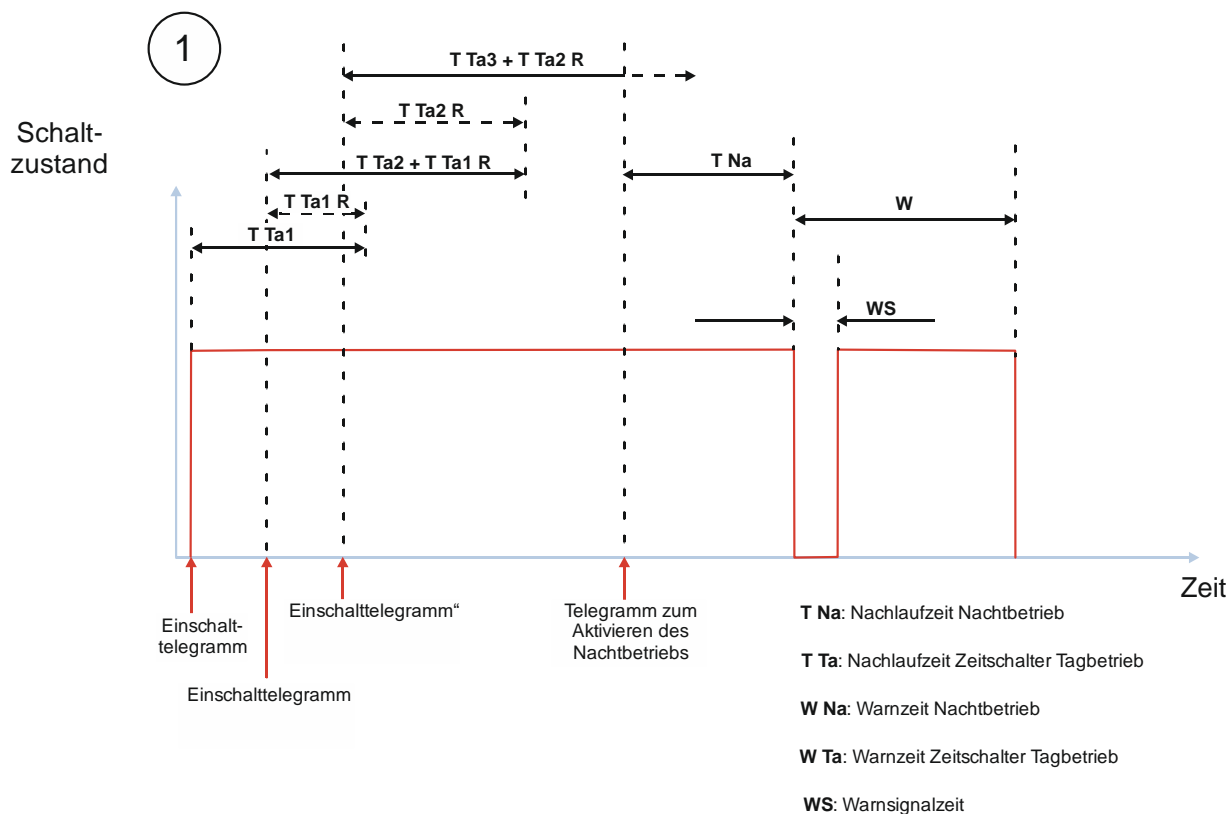 1
T Ta3 + T Ta2 R
Schalt-
zustand
T Ta2 R
T Ta2 + T Ta1 R
T Na
T Ta1 R
W
T Ta1
WS
Zeit
Einschalt-
telegramm
Einschalttelegramm
Einschalttelegramm“
Telegramm zum
Aktivieren des
Nachtbetriebs
T Na: Nachlaufzeit Nachtbetrieb
T Ta: Nachlaufzeit Zeitschalter Tagbetrieb
W Na: Warnzeit Nachtbetrieb
W Ta: Warnzeit Zeitschalter Tagbetrieb
WS: Warnsignalzeit